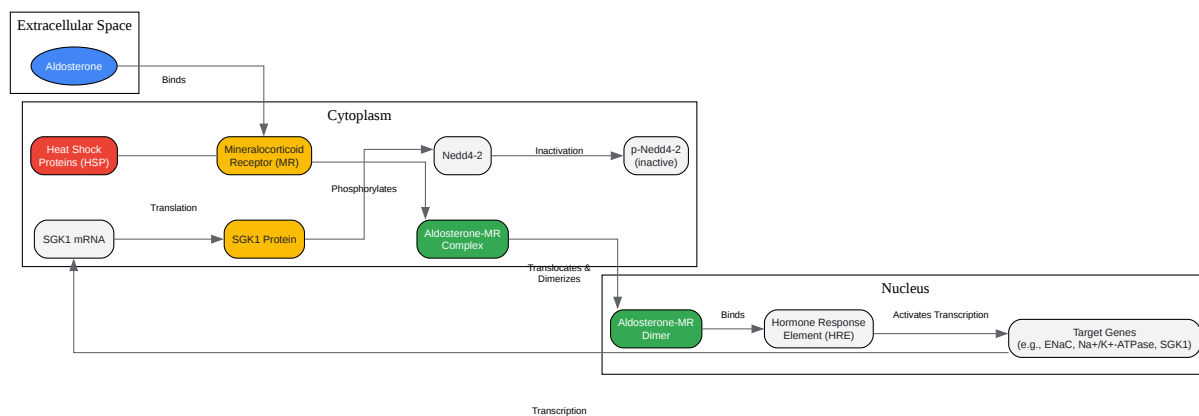 Extracellular Space
Aldosterone
Binds
Cytoplasm
Heat Shock
Proteins (HSP)
Mineralocorticoid
Receptor (MR)
Nedd4-2
Inactivation
p-Nedd4-2
(inactive)
Phosphorylates
Translation
SGK1 mRNA
SGK1 Protein
Aldosterone-MR
Complex
Translocates &
Dimerizes
Nucleus
Aldosterone-MR
Dimer
Binds
Hormone Response
Element (HRE)
Activates Transcription
Target Genes
(e.g., ENaC, Na+/K+-ATPase, SGK1)
Transcription